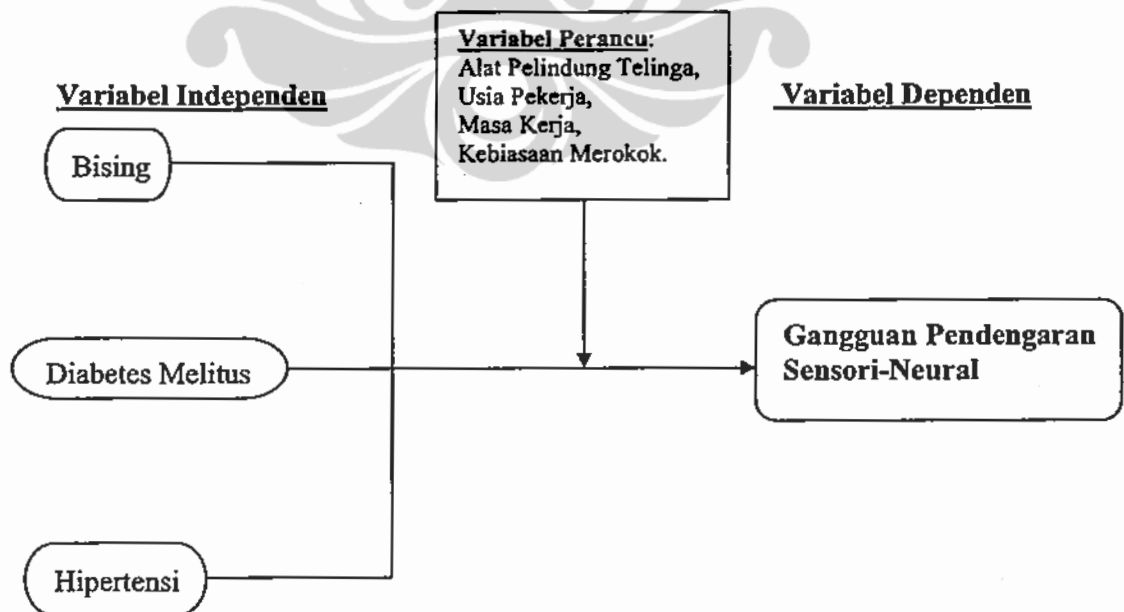 Variabel Perancu:
Alat Pelindung Telinga,
Usia Pekerja,
Masa Kerja,
Kebiasaan Merokok.
Variabel Independen
Variabel Dependen
Bising
Diabetes Melitus
Hipertensi
Gangguan Pendengaran
Sensori-Neural